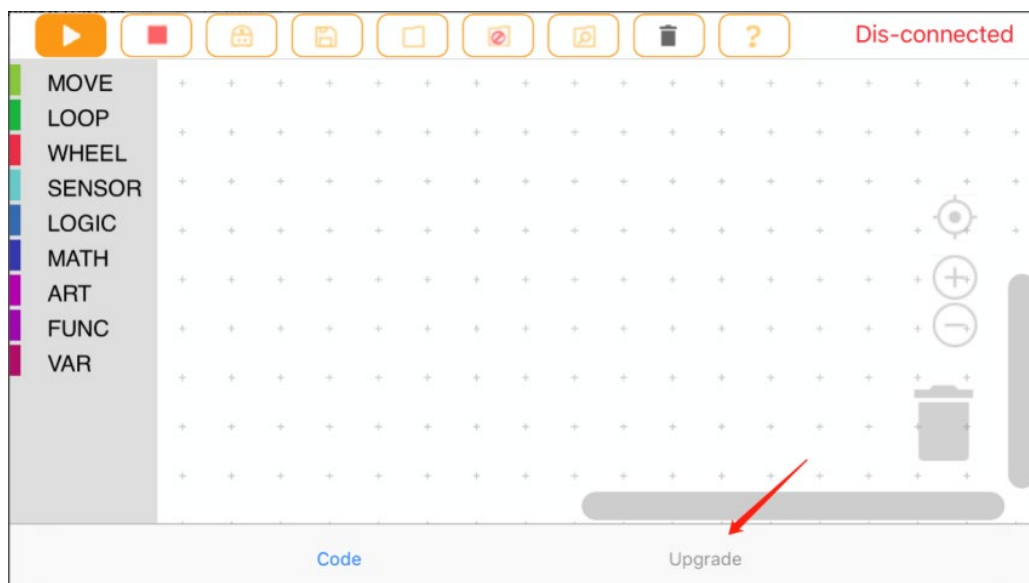 ? Dis-connected
MOVE
LOOP
WHEEL
SENSOR
LOGIC
MATH
ART
FUNC
VAR
Code Upgrade